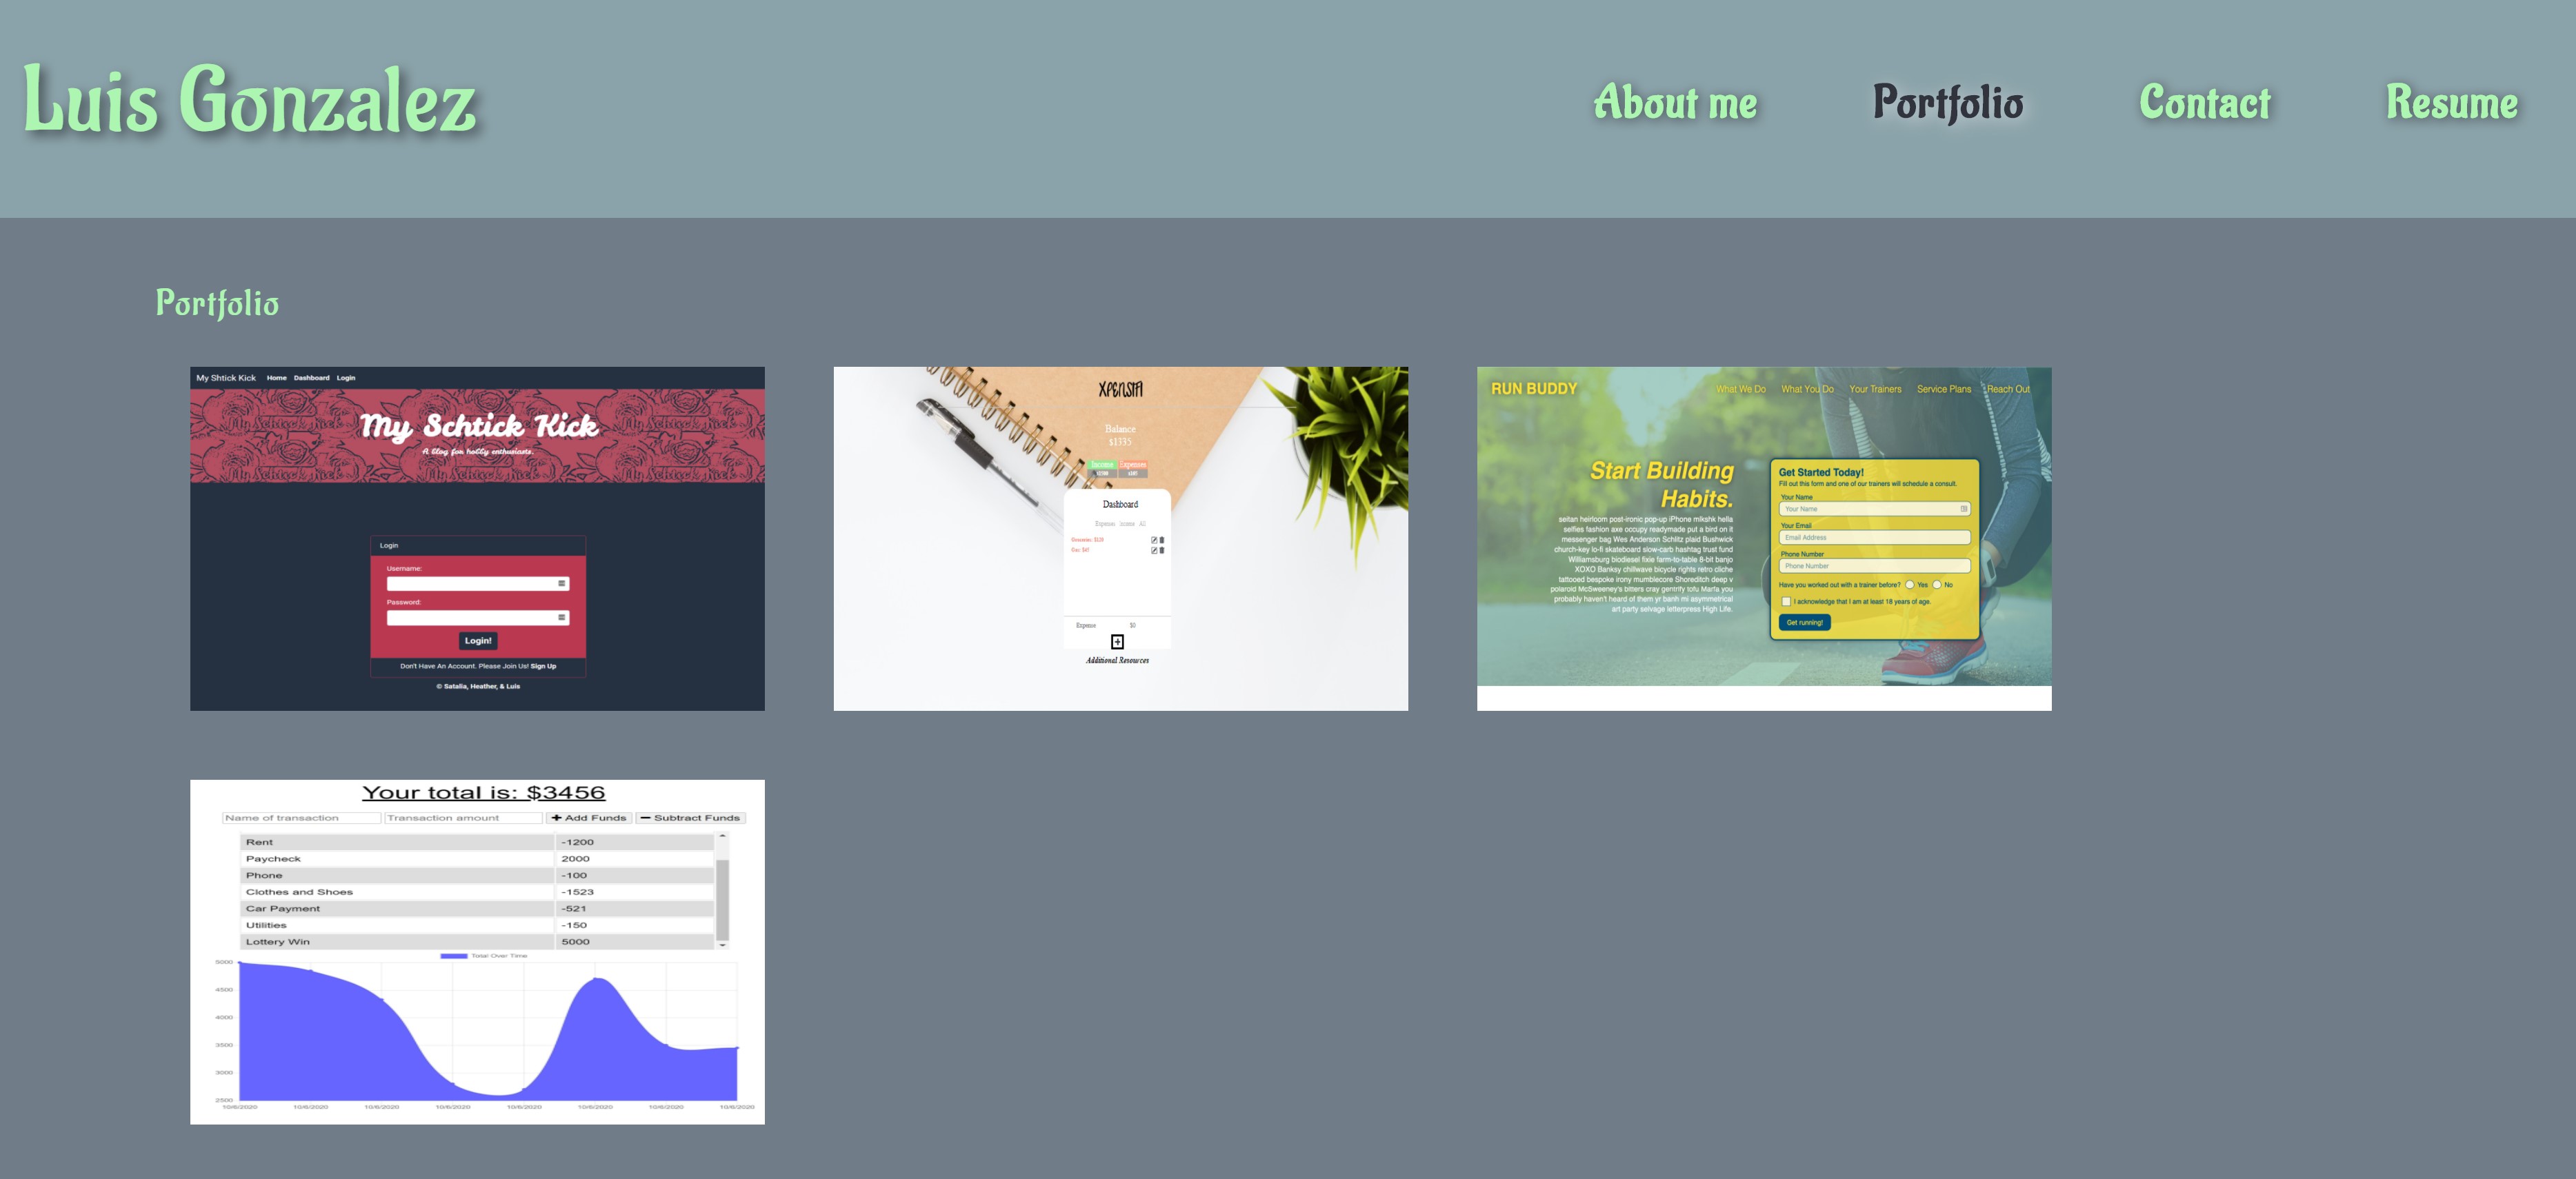 Luis Gonzalez
About me Portfolio Contact Resume
Portfolio
My Shtick Kick Home Dashboard Login
My Schtick Kick
A blog for hobby enthusiasts.
Login
Username:
Password:
Login!
Don't Have An Account. Please Join Us! Sign Up
© Satalia, Heather, & Luis
XPENSTA
Balance
$1335
Income Expenses
Dashboard
Expenses Income All
Expense $0
Additional Resources
RUN BUDDY What We Do What You Do Your Trainers Service Plans Reach Out
Start Building
Habits.
seitan heirloom post-ironic pop-up iPhone mlkshk hella
selfies fashion axe occupy readymade put a bird on it
messenger bag Wes Anderson Schlitz plaid Bushwick
church-key lo-fi skateboard slow-carb hashtag trust fund
Williamsburg biodiesel fixie farm-to-table 8-bit banjo
XOXO Banksy chillwave bicycle rights retro cliche
tattooed bespoke irony mumblecore Shoreditch deep v
polaroid McSweeney's bitters cray gentrify tofu Marfa you
probably haven't heard of them yr banh mi asymmetrical
art party selvage letterpress High Life.
Get Started Today!
Fill out this form and one of our trainers will schedule a consult.
Your Name
Your Name
Your Email
Email Address
Phone Number
Phone Number
Have you worked out with a trainer before? Yes No
I acknowledge that I am at least 18 years of age.
Get running!
Your total is: $3456
Name of transaction Transaction amount + Add Funds − Subtract Funds
Rent -1200
Paycheck 2000
Phone -100
Clothes and Shoes -1523
Car Payment -521
Utilities -150
Lottery Win 5000
Total Over Time
5000
4500
4000
3500
3000
2500
10/6/2020 10/6/2020 10/6/2020 10/6/2020 10/6/2020 10/6/2020 10/6/2020 10/6/2020